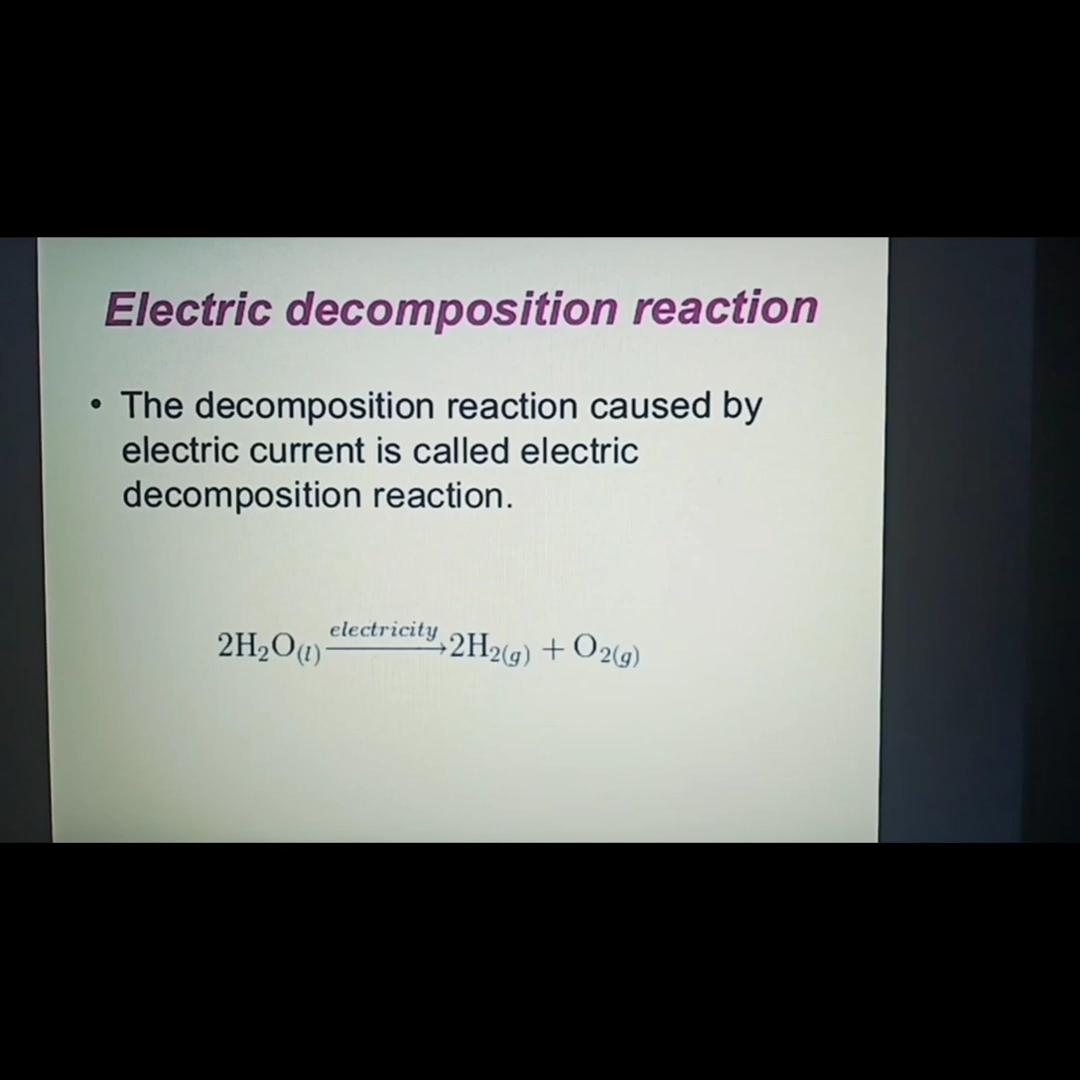 Electric decomposition reaction
• The decomposition reaction caused by
electric current is called electric
decomposition reaction.
2H₂O(l) electricity→ 2H₂(g) + O₂(g)